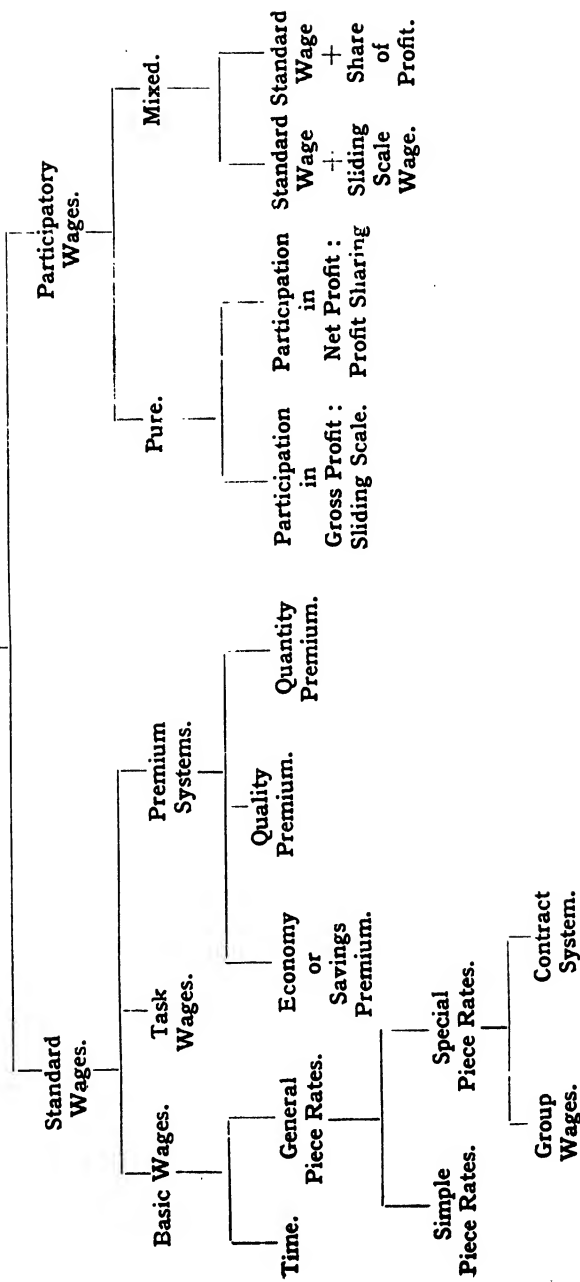 Standard
Wages.
Participatory
Wages.
Basic Wages.
Task
Wages.
Premium
Systems.
Pure.
Mixed.
Time.
General
Piece Rates.
Economy
or
Savings
Premium.
Quality
Premium.
Quantity
Premium.
Participation
in
Gross Profit :
Sliding Scale.
Participation
in
Net Profit :
Profit Sharing
Standard
Wage
+
Sliding
Scale
Wage.
Standard
Wage
+
Share
of
Profit.
Simple
Piece Rates.
Special
Piece Rates.
Group
Wages.
Contract
System.